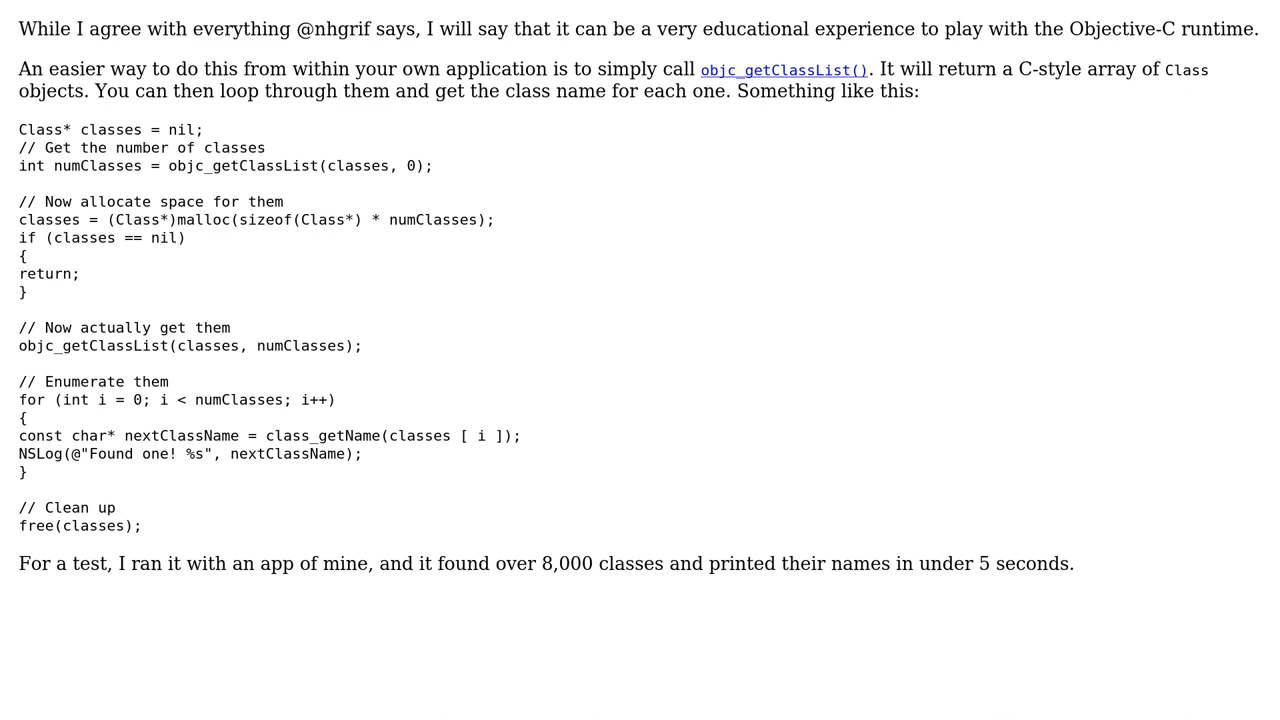 While I agree with everything @nhgrif says, I will say that it can be a very educational experience to play with the Objective-C runtime.
An easier way to do this from within your own application is to simply call objc_getClassList(). It will return a C-style array of Class
objects. You can then loop through them and get the class name for each one. Something like this:
Class* classes = nil;
// Get the number of classes
int numClasses = objc_getClassList(classes, 0);
// Now allocate space for them
classes = (Class*)malloc(sizeof(Class*) * numClasses);
if (classes == nil)
{
return;
}
// Now actually get them
objc_getClassList(classes, numClasses);
// Enumerate them
for (int i = 0; i < numClasses; i++)
{
const char* nextClassName = class_getName(classes [ i ]);
NSLog(@"Found one! %s", nextClassName);
}
// Clean up
free(classes);
For a test, I ran it with an app of mine, and it found over 8,000 classes and printed their names in under 5 seconds.